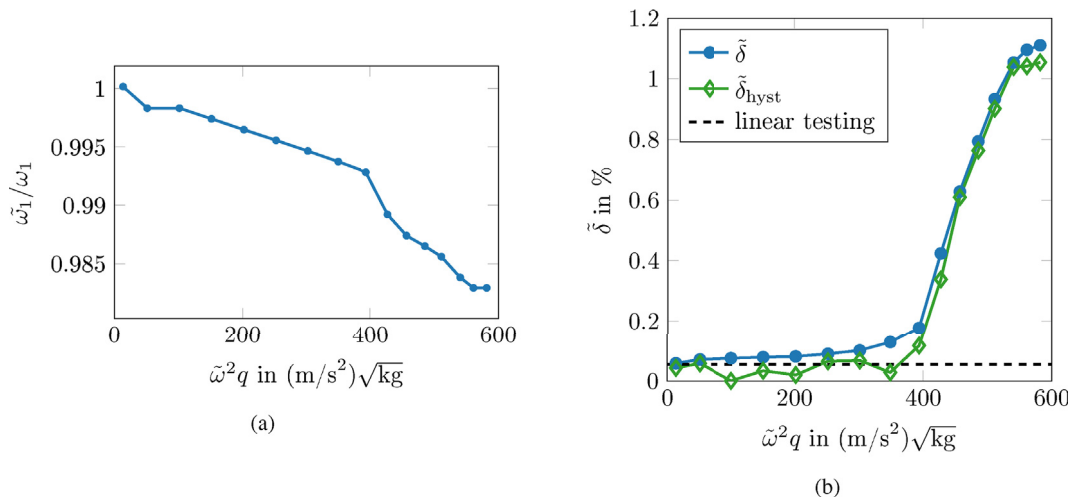 1
0.995
0.99
0.985
ω̃₁/ω₁
0 200 400 600
ω̃²q in (m/s²)√kg
(a)
1.2
1
0.8
0.6
0.4
0.2
0
δ̃ in %
δ̃
δ̃hyst
linear testing
0 200 400 600
ω̃²q in (m/s²)√kg
(b)